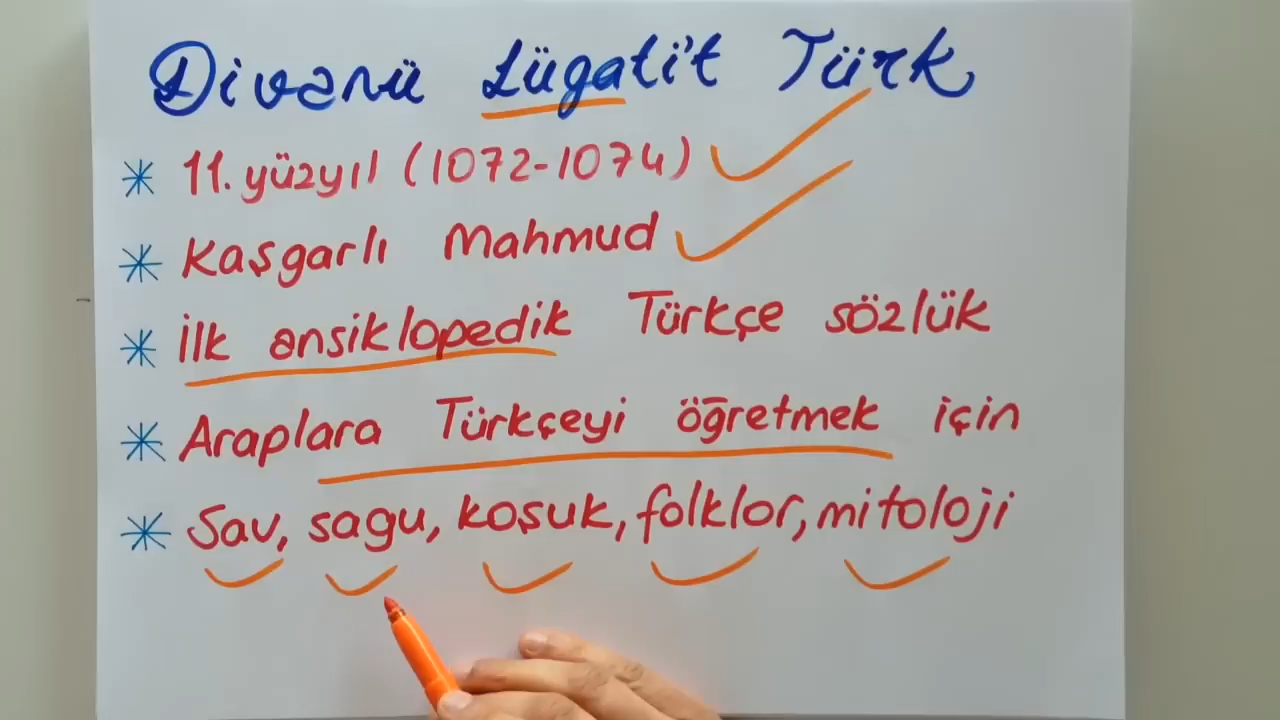 Divanü Lügati't Türk
* 11. yüzyıl (1072-1074)
* Kaşgarlı Mahmud
* İlk ansiklopedik Türkçe sözlük
* Araplara Türkçeyi öğretmek için
* Sav, sagu, koşuk, folklor, mitoloji